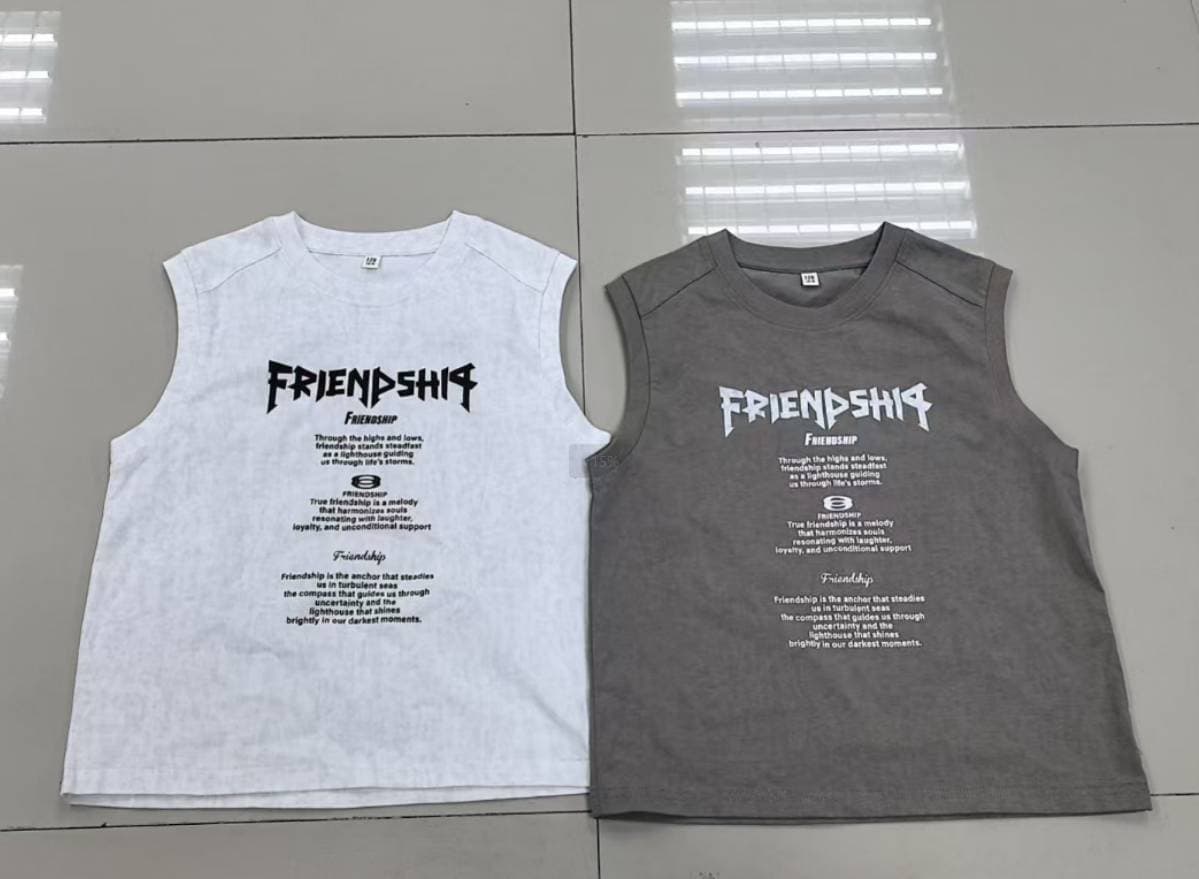 FRIENDSHIP
FRIENDSHIP
Through the highs and lows,
friendship stands steadfast
as a lighthouse guiding
us through life's storms.
FRIENDSHIP
True friendship is a melody
that harmonizes souls
resonating with laughter,
loyalty, and unconditional support
Friendship
Friendship is the anchor that steadies
us in turbulent seas
the compass that guides us through
uncertainty and the
lighthouse that shines
brightly in our darkest moments.
FRIENDSHIP
FRIENDSHIP
Through the highs and lows,
friendship stands steadfast
as a lighthouse guiding
us through life's storms.
FRIENDSHIP
True friendship is a melody
that harmonizes souls
resonating with laughter,
loyalty, and unconditional support
Friendship
Friendship is the anchor that steadies
us in turbulent seas
the compass that guides us through
uncertainty and the
lighthouse that shines
brightly in our darkest moments.